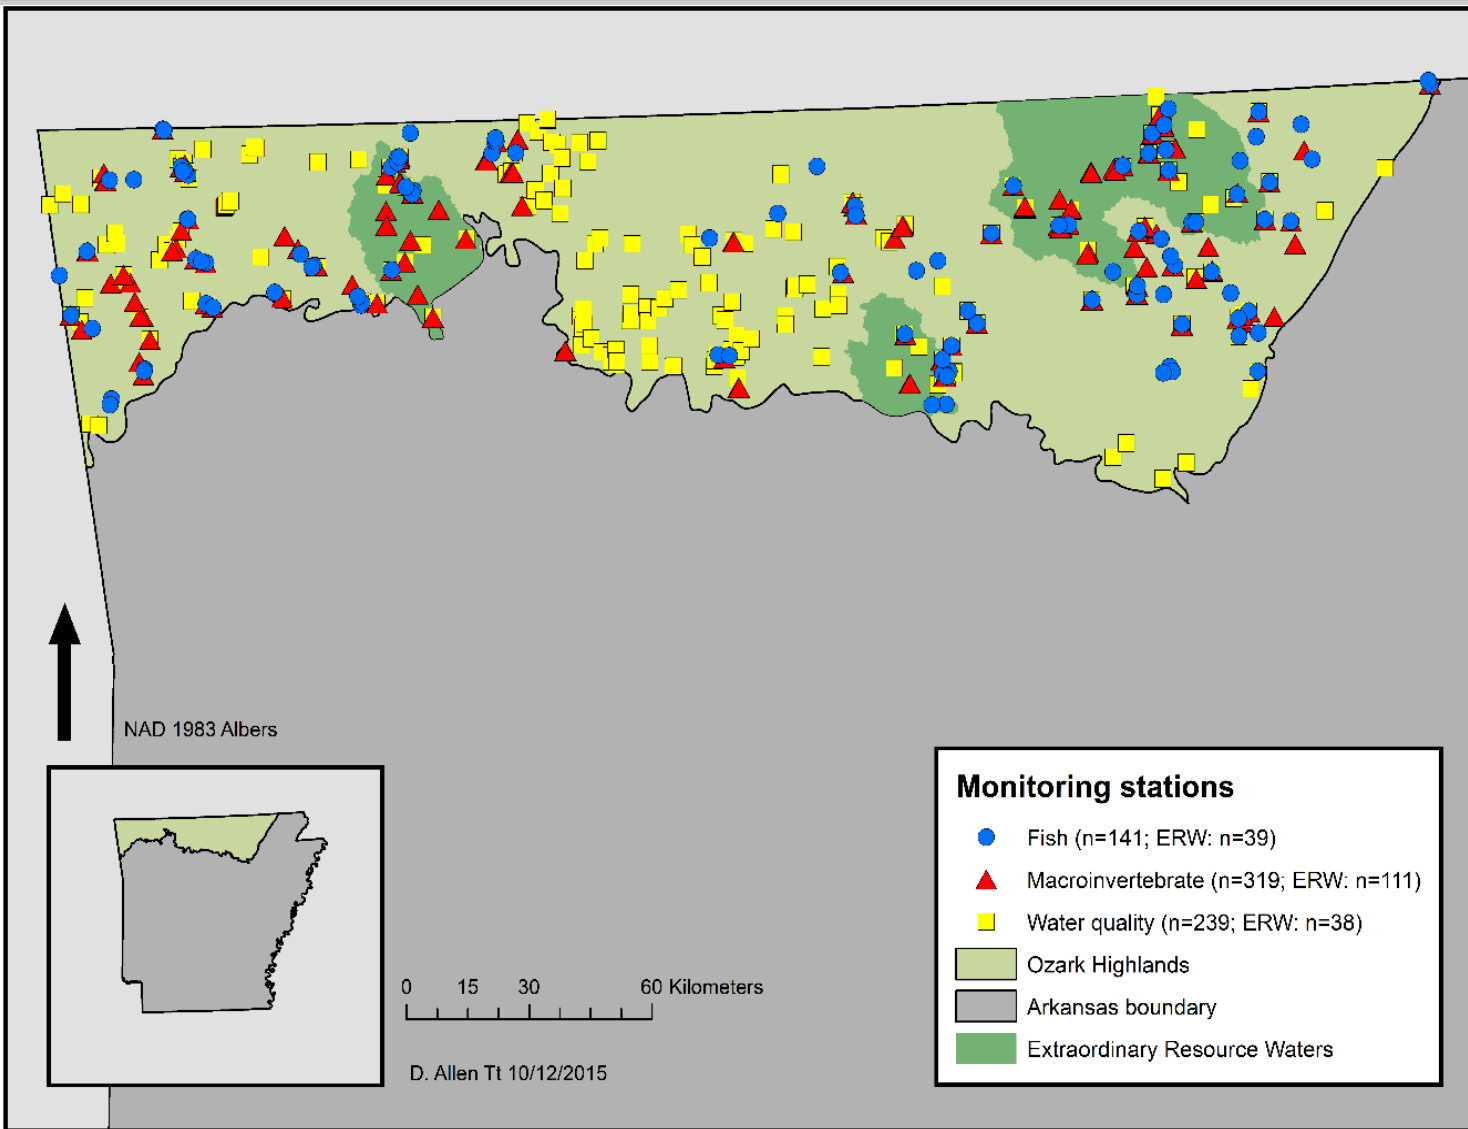 NAD 1983 Albers
Monitoring stations
Fish (n=141; ERW: n=39)
Macroinvertebrate (n=319; ERW: n=111)
Water quality (n=239; ERW: n=38)
Ozark Highlands
Arkansas boundary
Extraordinary Resource Waters
0 15 30 60 Kilometers
D. Allen Tt 10/12/2015